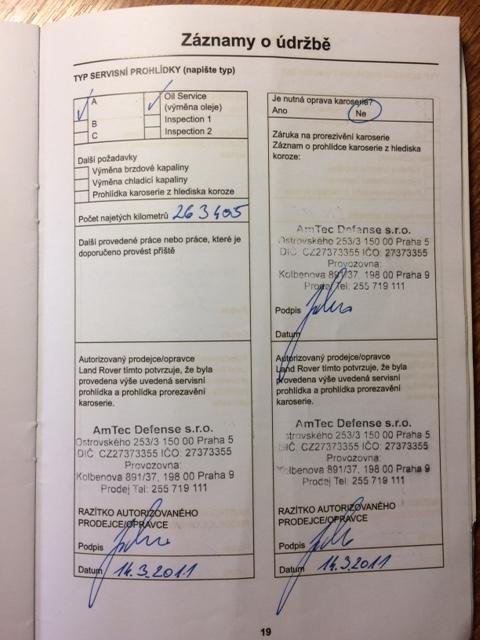 Záznamy o údržbě
TYP SERVISNÍ PROHLÍDKY (napište typ)
A
Oil Service
(výměna oleje)
B
Inspection 1
C
Inspection 2
Další požadavky
Výměna brzdové kapaliny
Výměna chladicí kapaliny
Prohlídka karoserie z hlediska koroze
Počet najetých kilometrů 263405
Další provedené práce nebo práce, které je
doporučeno provést příště
Autorizovaný prodejce/opravce
Land Rover tímto potvrzuje, že byla
provedena výše uvedená servisní
prohlídka a prohlídka prorezavění
karoserie.
AmTec Defense s.r.o.
Ostrovského 253/3 150 00 Praha 5
DIČ: CZ27373355 IČO: 27373355
Provozovna:
Kolbenova 891/37, 198 00 Praha 9
Prodej Tel: 255 719 111
RAZÍTKO AUTORIZOVANÉHO
PRODEJCE/OPRAVCE
Podpis
Datum 14.3.2011
Je nutná oprava karoserie?
Ano
Ne
Záruka na prorezivění karoserie
Záznam o prohlídce karoserie z hlediska
koroze:
AmTec Defense s.r.o.
Ostrovského 253/3 150 00 Praha 5
DIČ: CZ27373355 IČO: 27373355
Provozovna:
Kolbenova 891/37, 198 00 Praha 9
Prodej Tel: 255 719 111
Podpis
Datum
Autorizovaný prodejce/opravce
Land Rover tímto potvrzuje, že byla
provedena výše uvedená servisní
prohlídka a prohlídka prorezavění
karoserie.
AmTec Defense s.r.o.
strovského 253/3 150 00 Praha 5
DIČ: CZ27373355 IČO: 27373355
Provozovna:
Kolbenova 891/37, 198 00 Praha 9
Prodej Tel: 255 719 111
RAZÍTKO AUTORIZOVANÉHO
PRODEJCE/OPRAVCE
Podpis
Datum 14.3.2011
19